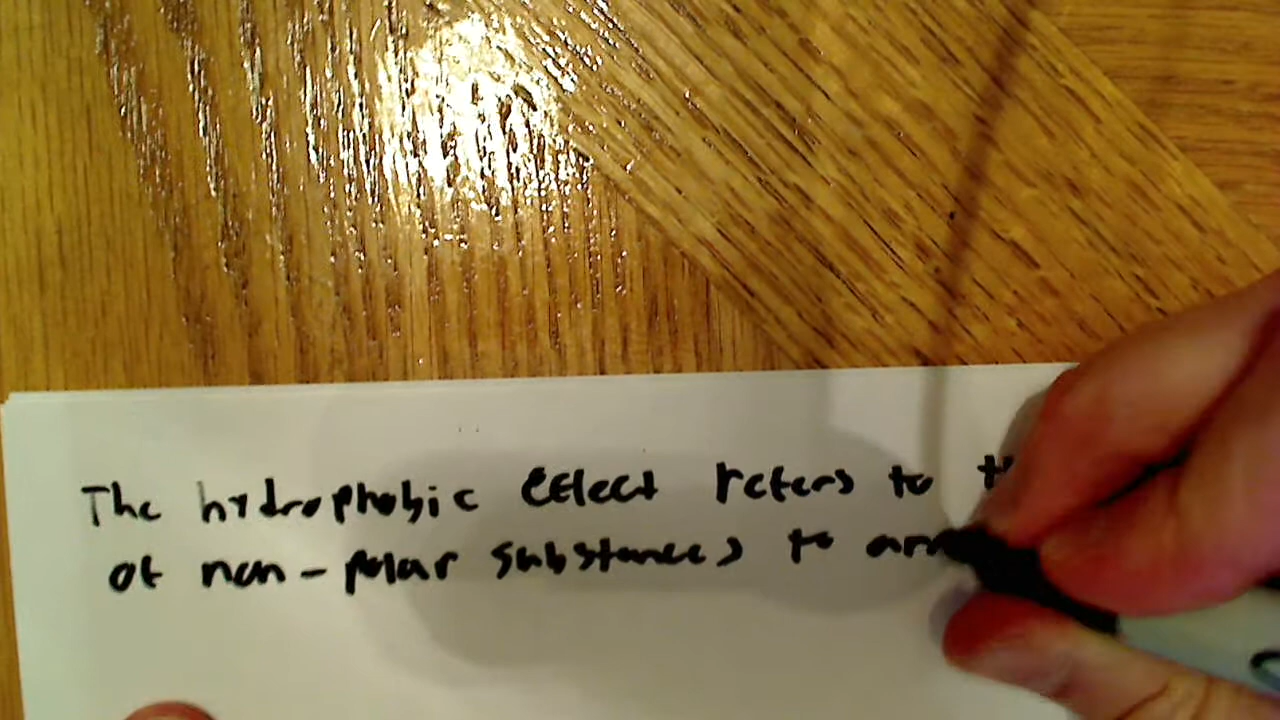 The hydrophobic effect refers to
of non-polar substances to